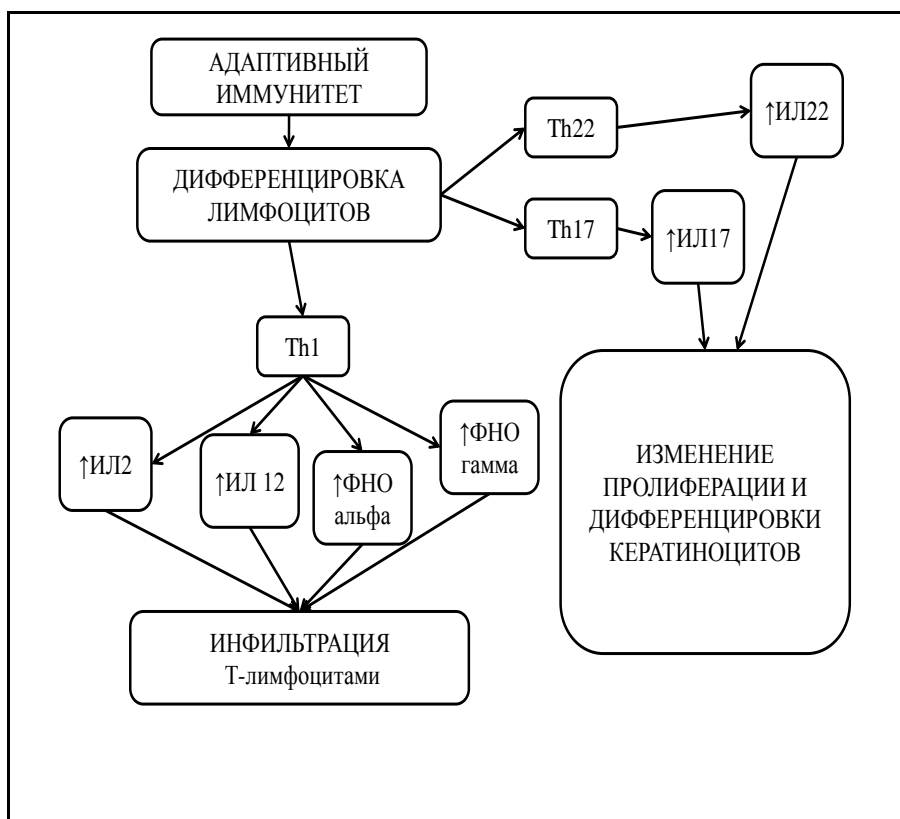 АДАПТИВНЫЙ
ИММУНИТЕТ
ДИФФЕРЕНЦИРОВКА
ЛИМФОЦИТОВ
Th22
↑ИЛ22
Th17
↑ИЛ17
Th1
↑ИЛ2
↑ИЛ 12
↑ФНО
альфа
↑ФНО
гамма
ИЗМЕНЕНИЕ
ПРОЛИФЕРАЦИИ И
ДИФФЕРЕНЦИРОВКИ
КЕРАТИНОЦИТОВ
ИНФИЛЬТРАЦИЯ
Т-лимфоцитами